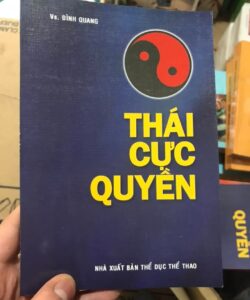 Vs. ĐÌNH QUANG
THÁI
CỰC
QUYỀN
NHÀ XUẤT BẢN THỂ DỤC THỂ THAO
QUYỀN